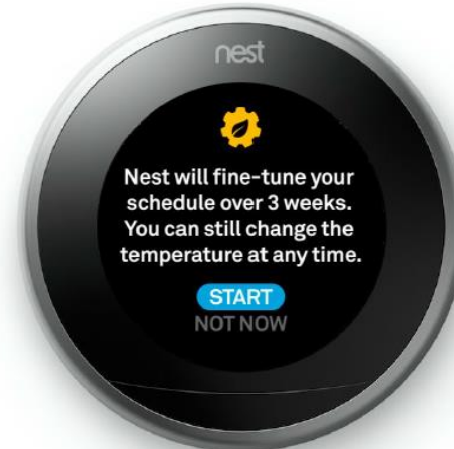 nest
Nest will fine-tune your
schedule over 3 weeks.
You can still change the
temperature at any time.
START
NOT NOW